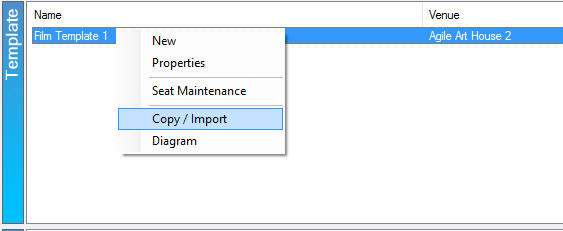 Template
Name Venue
Film Template 1 Agile Art House 2
New
Properties
Seat Maintenance
Copy / Import
Diagram